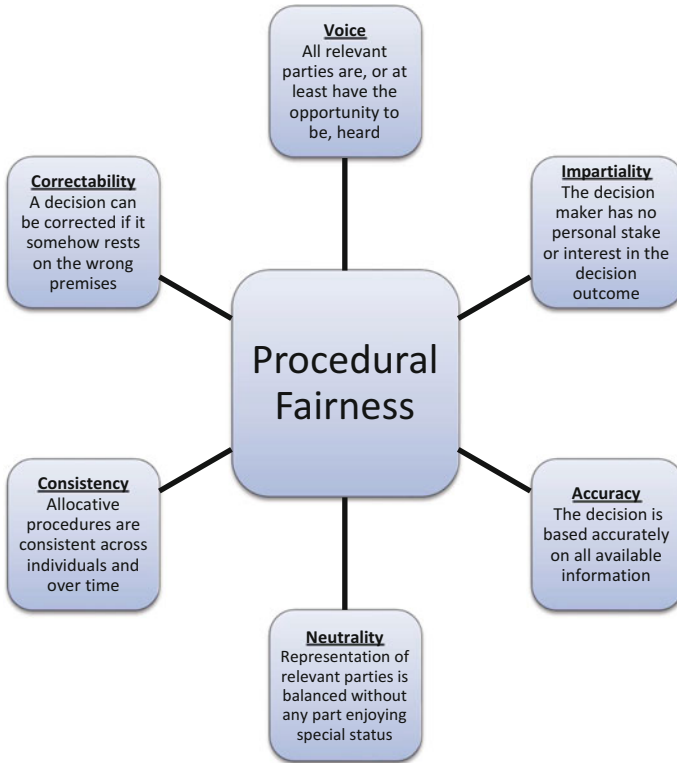 Voice
All relevant
parties are, or at
least have the
opportunity to
be, heard
Correctability
A decision can
be corrected if it
somehow rests
on the wrong
premises
Impartiality
The decision
maker has no
personal stake
or interest in the
decision
outcome
Procedural
Fairness
Consistency
Allocative
procedures are
consistent across
individuals and
over time
Accuracy
The decision is
based accurately
on all available
information
Neutrality
Representation of
relevant parties is
balanced without
any part enjoying
special status